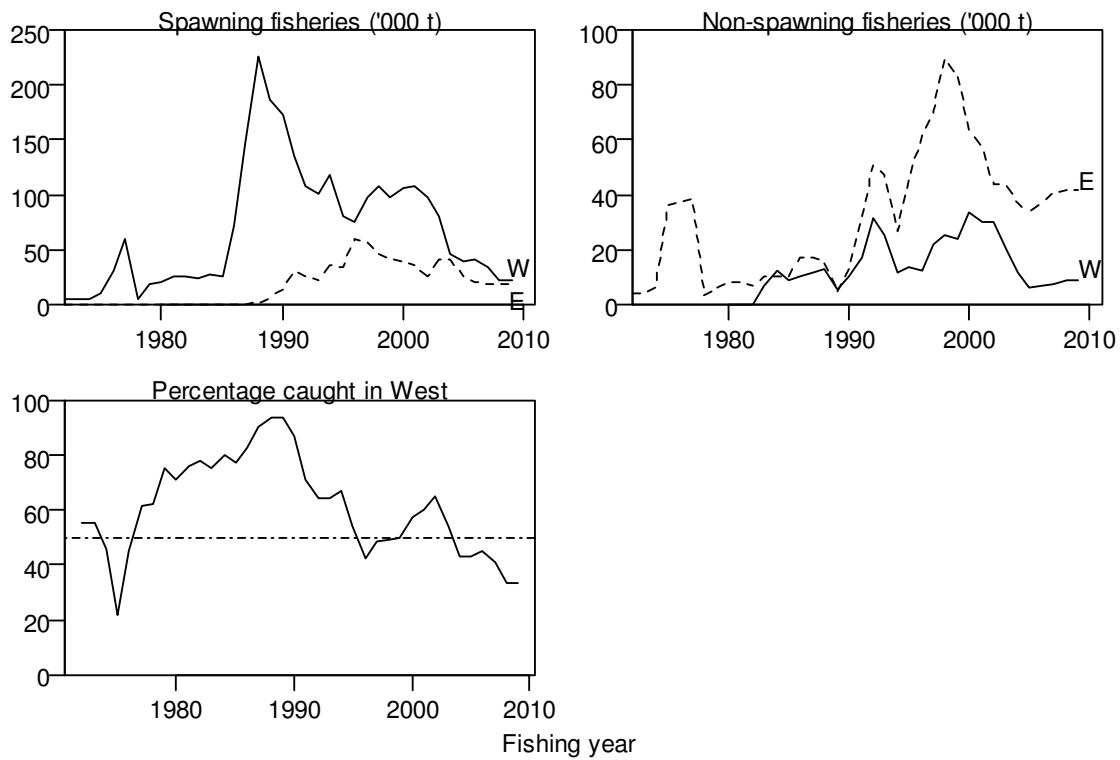 Spawning fisheries ('000 t)
250
200
150
100
50
0
W
E
1980 1990 2000 2010
Non-spawning fisheries ('000 t)
100
80
60
40
20
0
E
W
1980 1990 2000 2010
Percentage caught in West
100
80
60
40
20
0
1980 1990 2000 2010
Fishing year